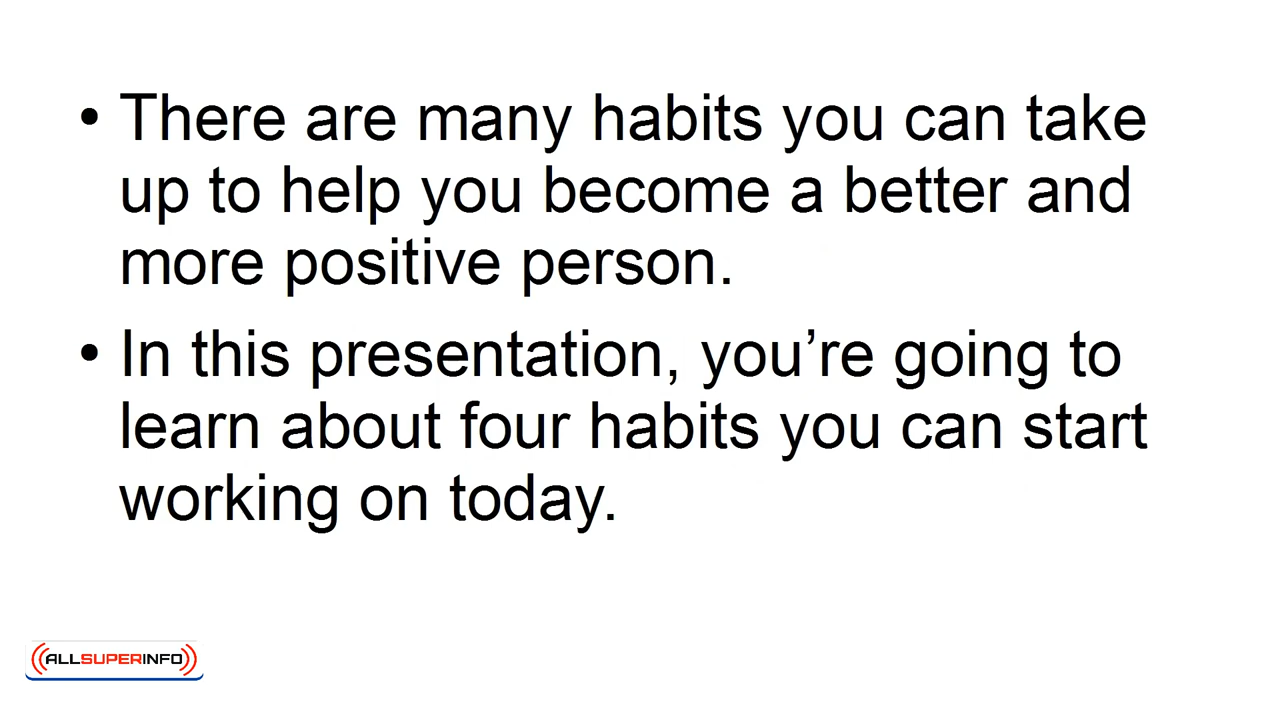 • There are many habits you can take
up to help you become a better and
more positive person.
• In this presentation, you’re going to
learn about four habits you can start
working on today.
ALLSUPERINFO